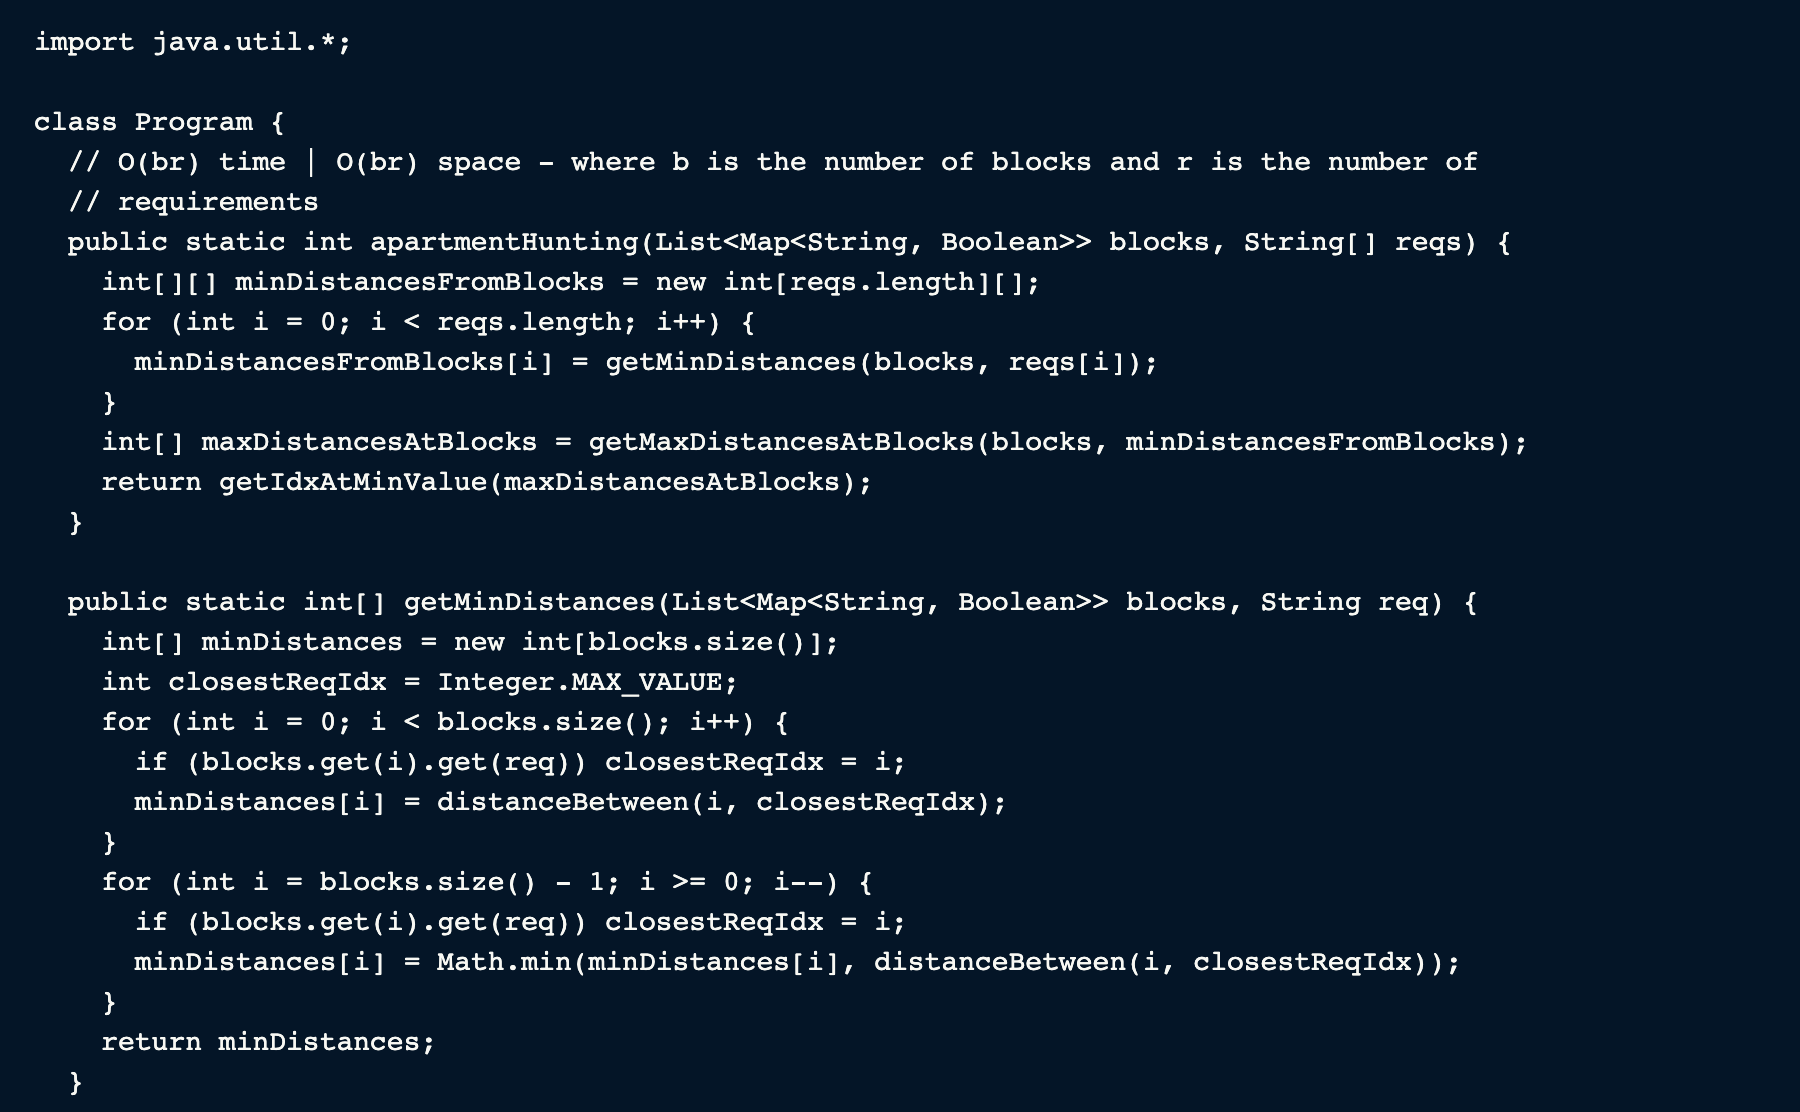 import java.util.*;

class Program {
  // O(br) time | O(br) space - where b is the number of blocks and r is the number of
  // requirements
  public static int apartmentHunting(List<Map<String, Boolean>> blocks, String[] reqs) {
    int[][] minDistancesFromBlocks = new int[reqs.length][];
    for (int i = 0; i < reqs.length; i++) {
      minDistancesFromBlocks[i] = getMinDistances(blocks, reqs[i]);
    }
    int[] maxDistancesAtBlocks = getMaxDistancesAtBlocks(blocks, minDistancesFromBlocks);
    return getIdxAtMinValue(maxDistancesAtBlocks);
  }

  public static int[] getMinDistances(List<Map<String, Boolean>> blocks, String req) {
    int[] minDistances = new int[blocks.size()];
    int closestReqIdx = Integer.MAX_VALUE;
    for (int i = 0; i < blocks.size(); i++) {
      if (blocks.get(i).get(req)) closestReqIdx = i;
      minDistances[i] = distanceBetween(i, closestReqIdx);
    }
    for (int i = blocks.size() - 1; i >= 0; i--) {
      if (blocks.get(i).get(req)) closestReqIdx = i;
      minDistances[i] = Math.min(minDistances[i], distanceBetween(i, closestReqIdx));
    }
    return minDistances;
  }